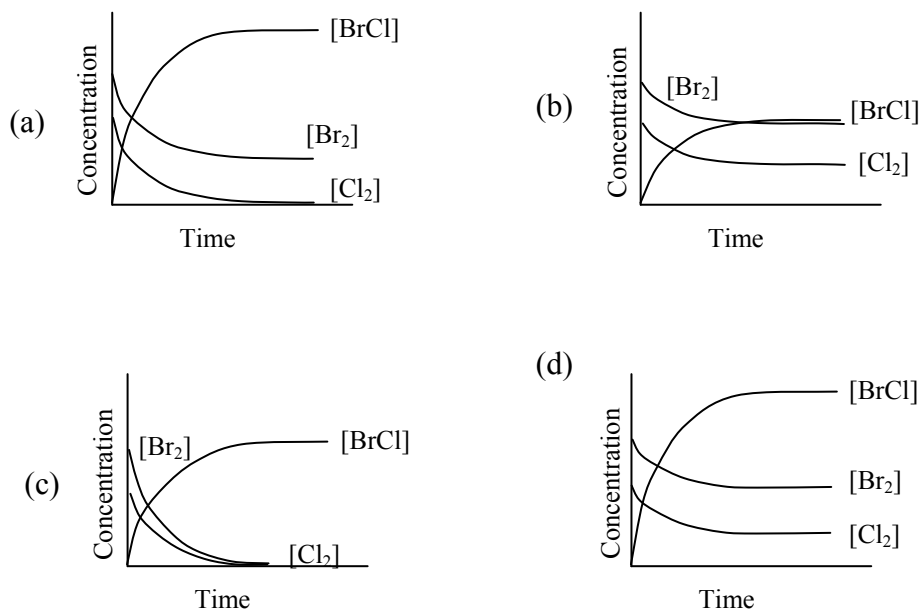 (a)
Concentration
[BrCl]
[Br₂]
[Cl₂]
Time
(b)
Concentration
[Br₂]
[BrCl]
[Cl₂]
Time
(c)
Concentration
[Br₂]
[BrCl]
[Cl₂]
Time
(d)
Concentration
[BrCl]
[Br₂]
[Cl₂]
Time